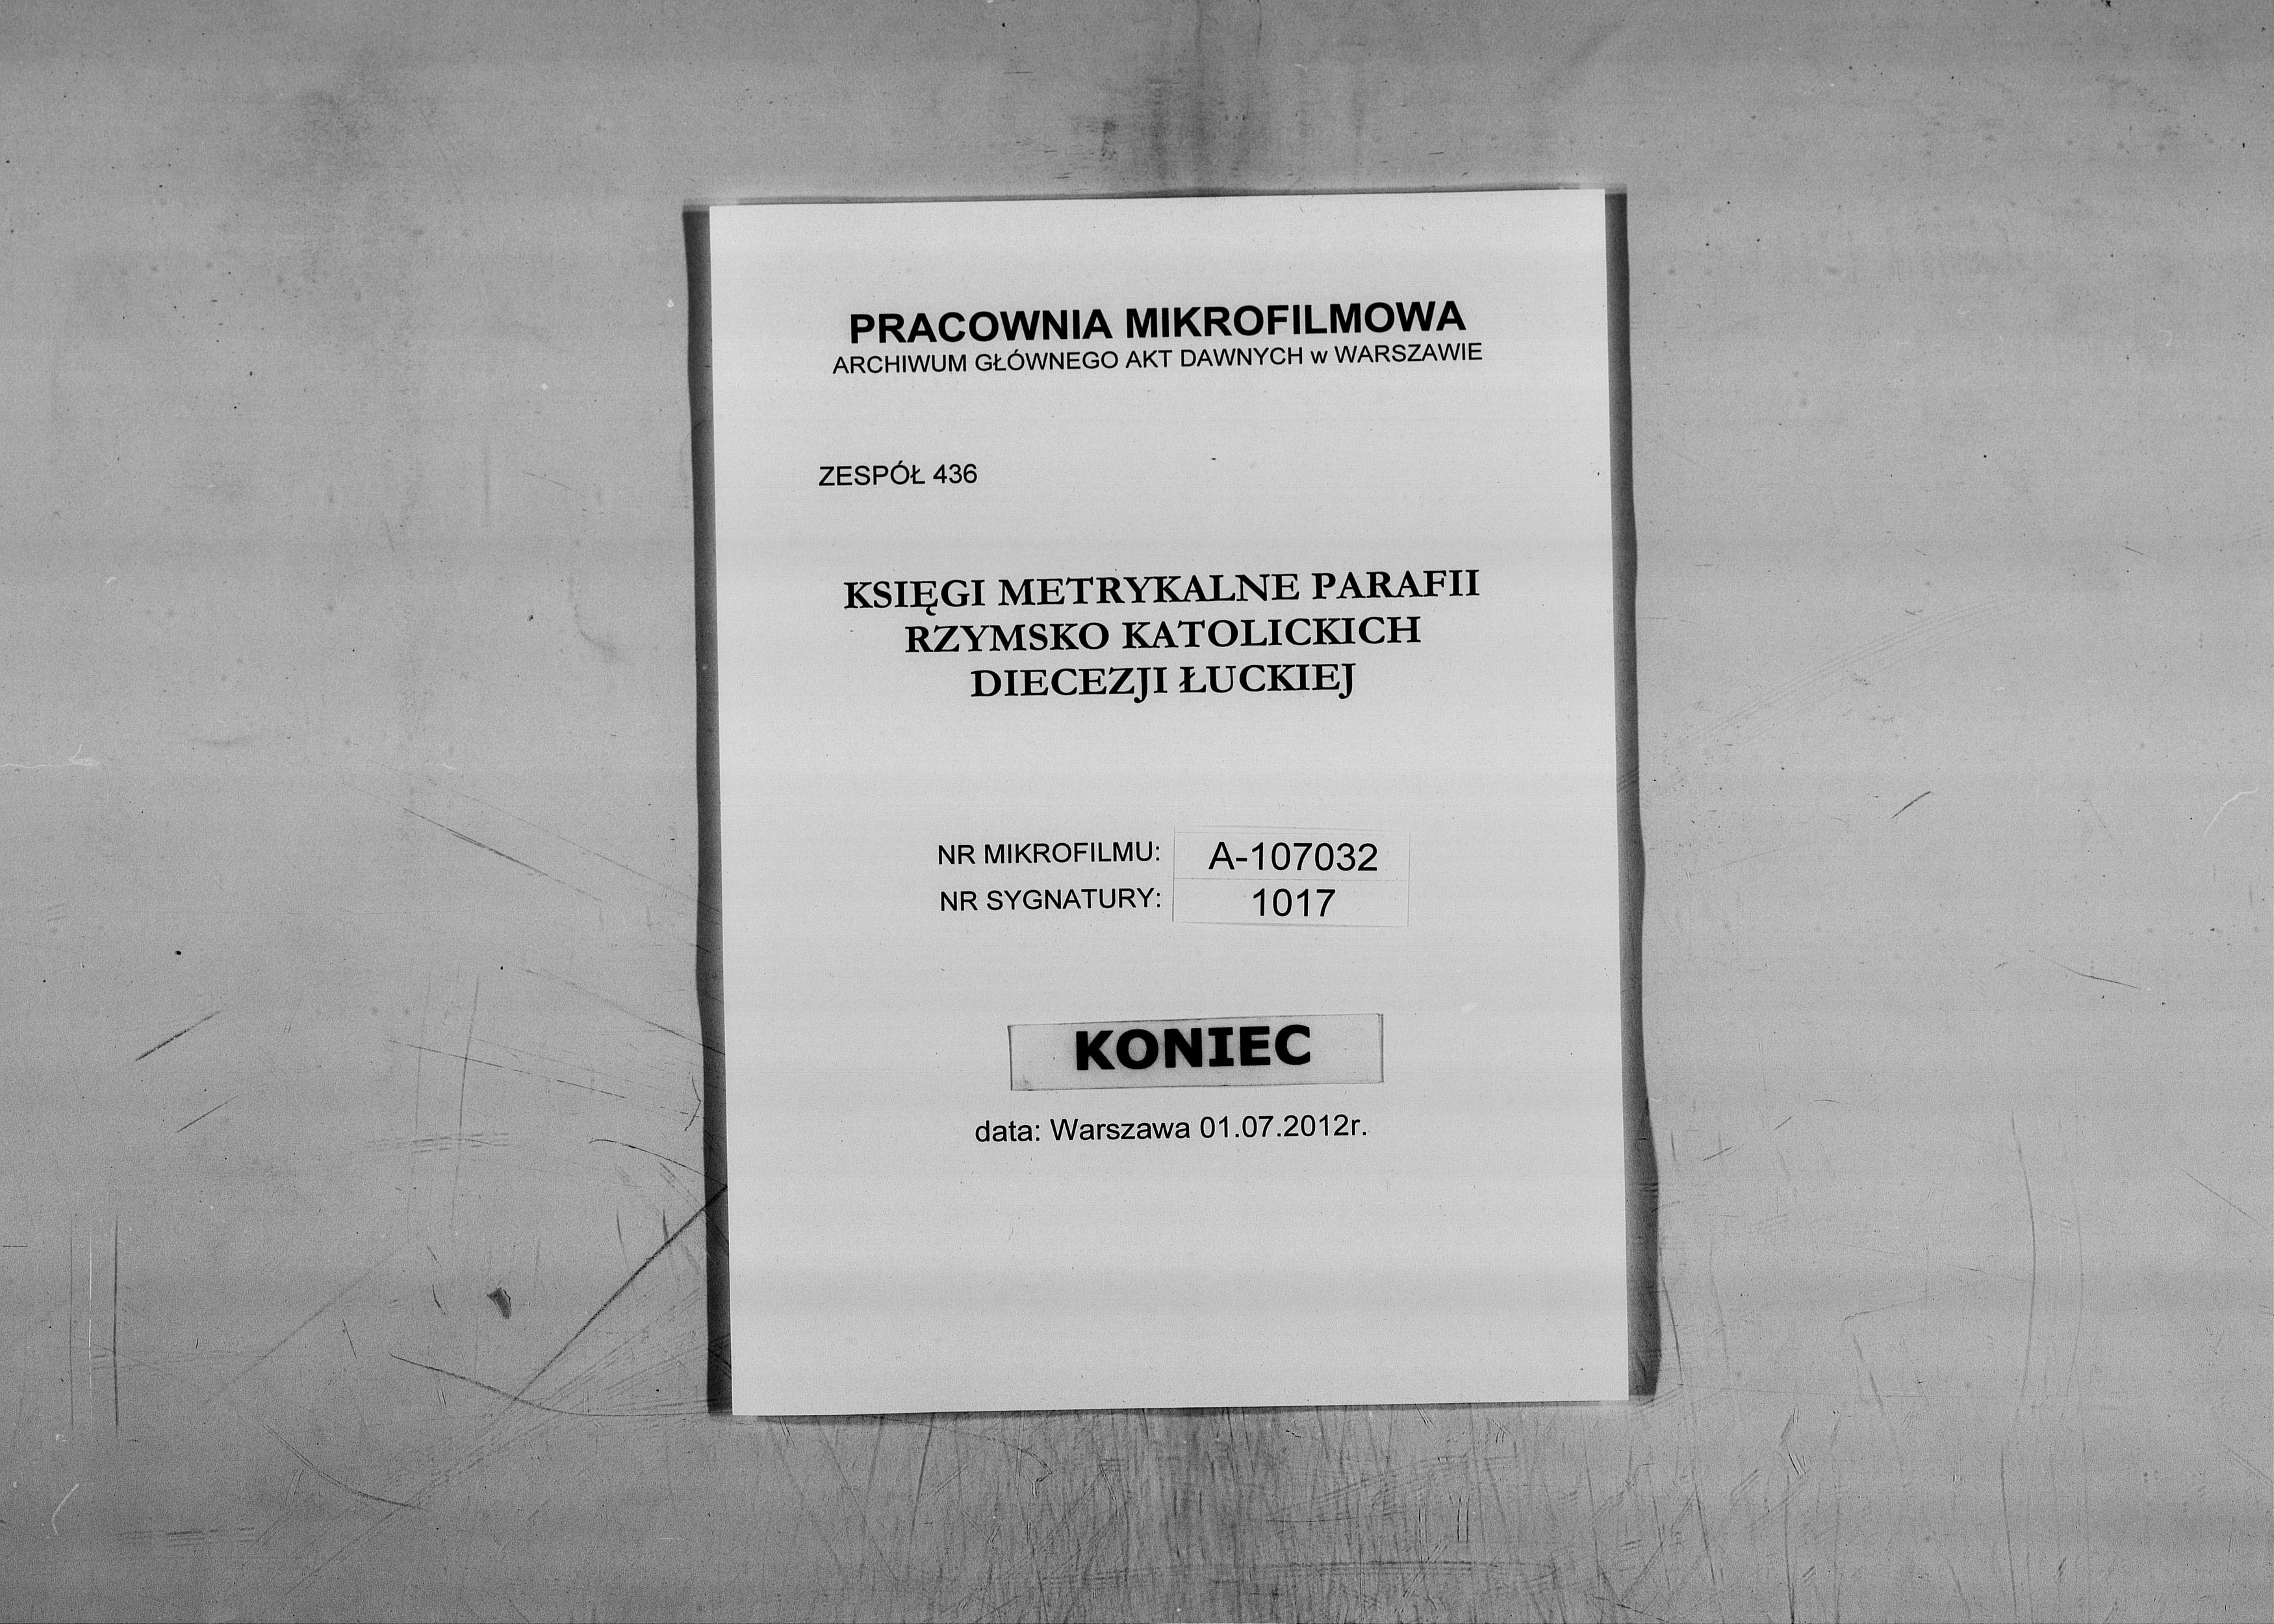 PRACOWNIA MIKROFILMOWA
ARCHIWUM GŁÓWNEGO AKT DAWNYCH w WARSZAWIE
ZESPÓŁ 436
KSIĘGI METRYKALNE PARAFII
RZYMSKO KATOLICKICH
DIECEZJI ŁUCKIEJ
NR MIKROFILMU: A-107032
NR SYGNATURY: 1017
KONIEC
data: Warszawa 01.07.2012r.